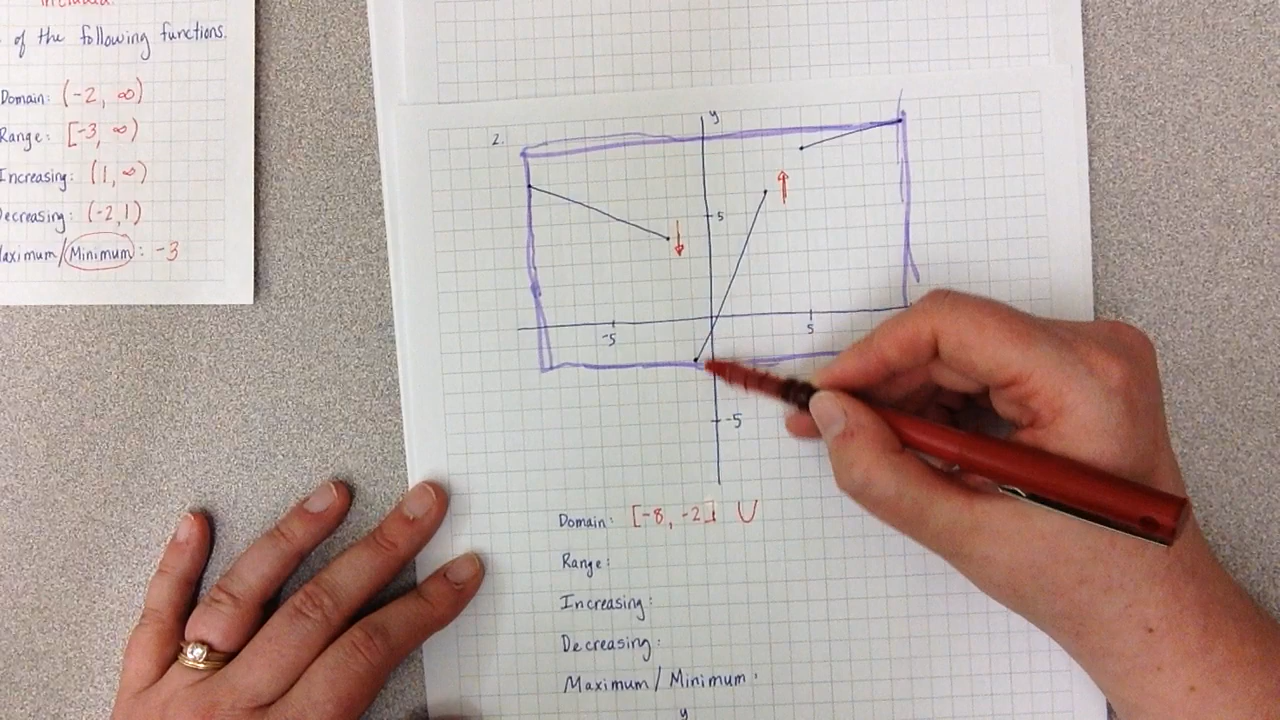 included.
of the following functions.
Domain: (-2, ∞)
Range: [-3, ∞)
Increasing: (1, ∞)
Decreasing: (-2, 1)
Maximum/Minimum: -3
2.
y
5
-5
5
-5
Domain: [-8, -2] U
Range:
Increasing:
Decreasing:
Maximum/Minimum:
y